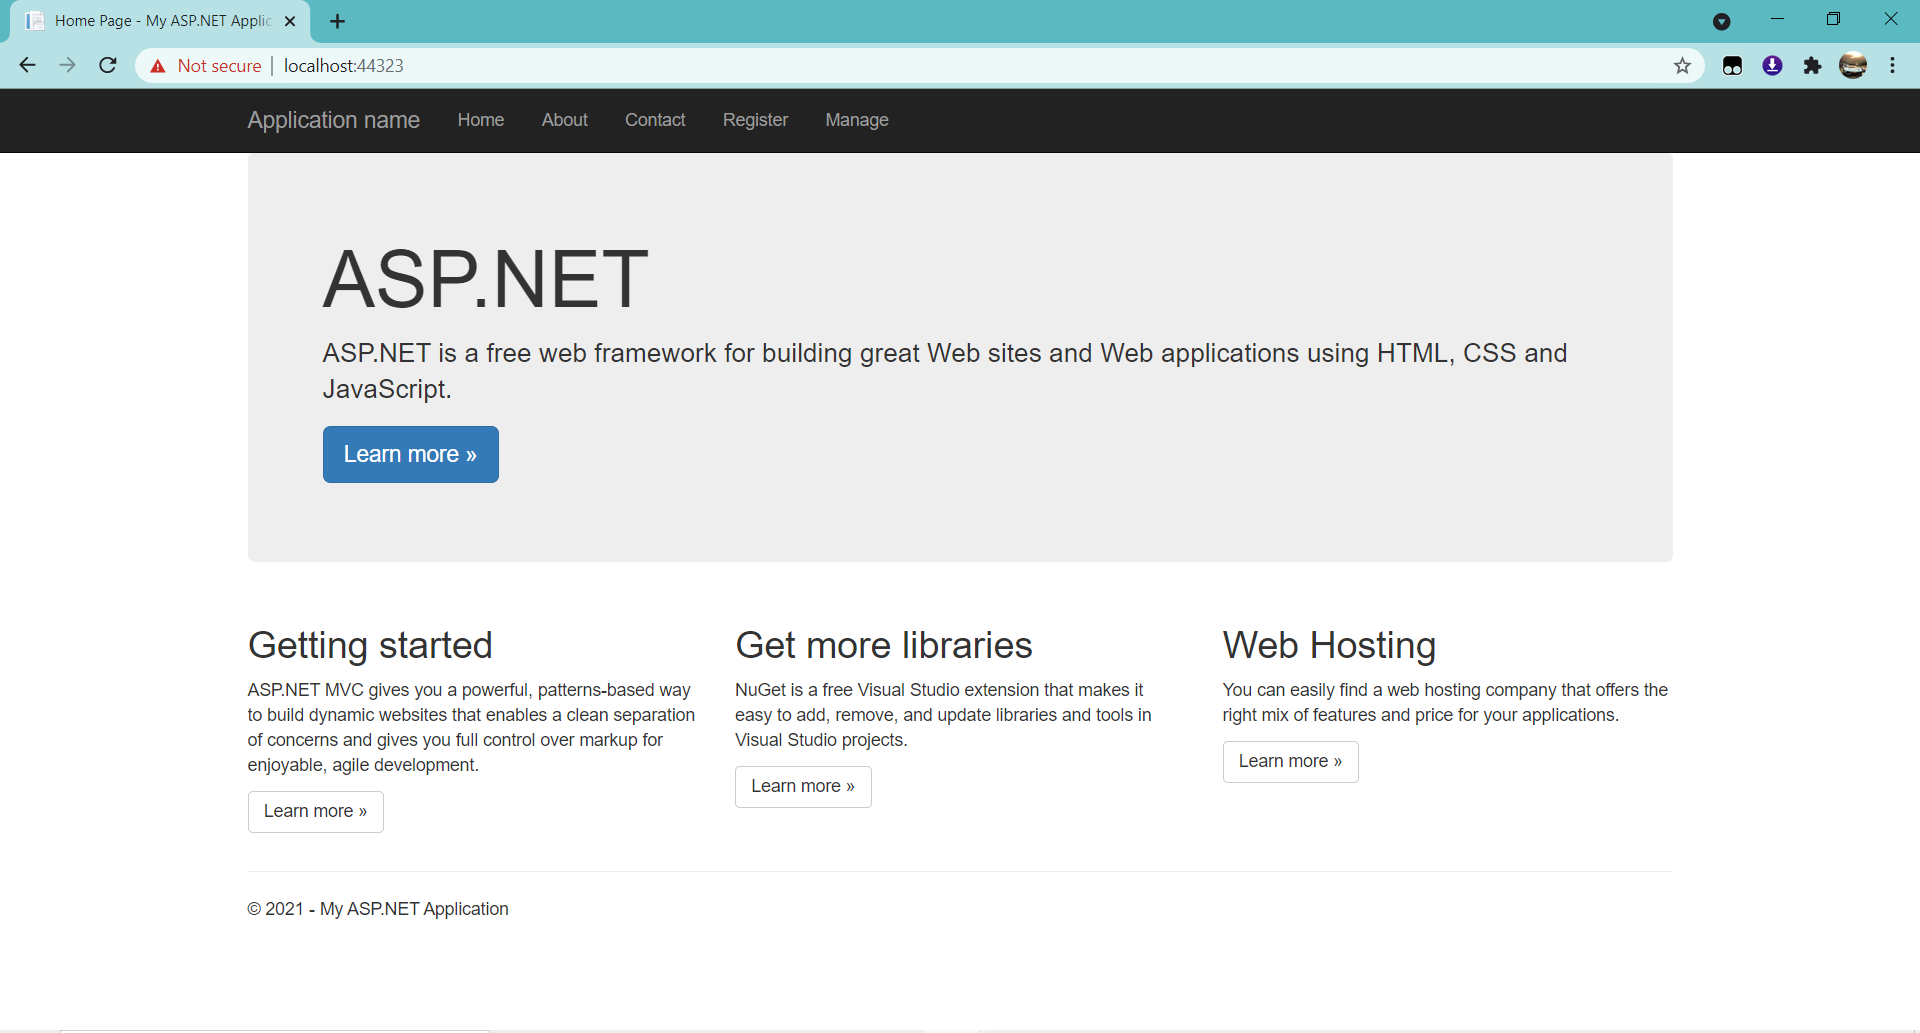 Home Page - My ASP.NET Applic
Not secure | localhost:44323
Application name Home About Contact Register Manage
ASP.NET
ASP.NET is a free web framework for building great Web sites and Web applications using HTML, CSS and
JavaScript.
Learn more »
Getting started
ASP.NET MVC gives you a powerful, patterns-based way
to build dynamic websites that enables a clean separation
of concerns and gives you full control over markup for
enjoyable, agile development.
Learn more »
Get more libraries
NuGet is a free Visual Studio extension that makes it
easy to add, remove, and update libraries and tools in
Visual Studio projects.
Learn more »
Web Hosting
You can easily find a web hosting company that offers the
right mix of features and price for your applications.
Learn more »
© 2021 - My ASP.NET Application